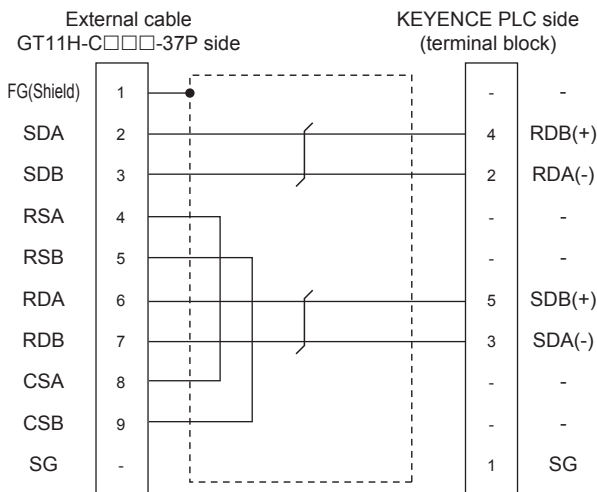 External cable
GT11H-C□□□-37P side
KEYENCE PLC side
(terminal block)
FG(Shield) 1 - -
SDA 2 4 RDB(+)
SDB 3 2 RDA(-)
RSA 4 - -
RSB 5 - -
RDA 6 5 SDB(+)
RDB 7 3 SDA(-)
CSA 8 - -
CSB 9 - -
SG - 1 SG